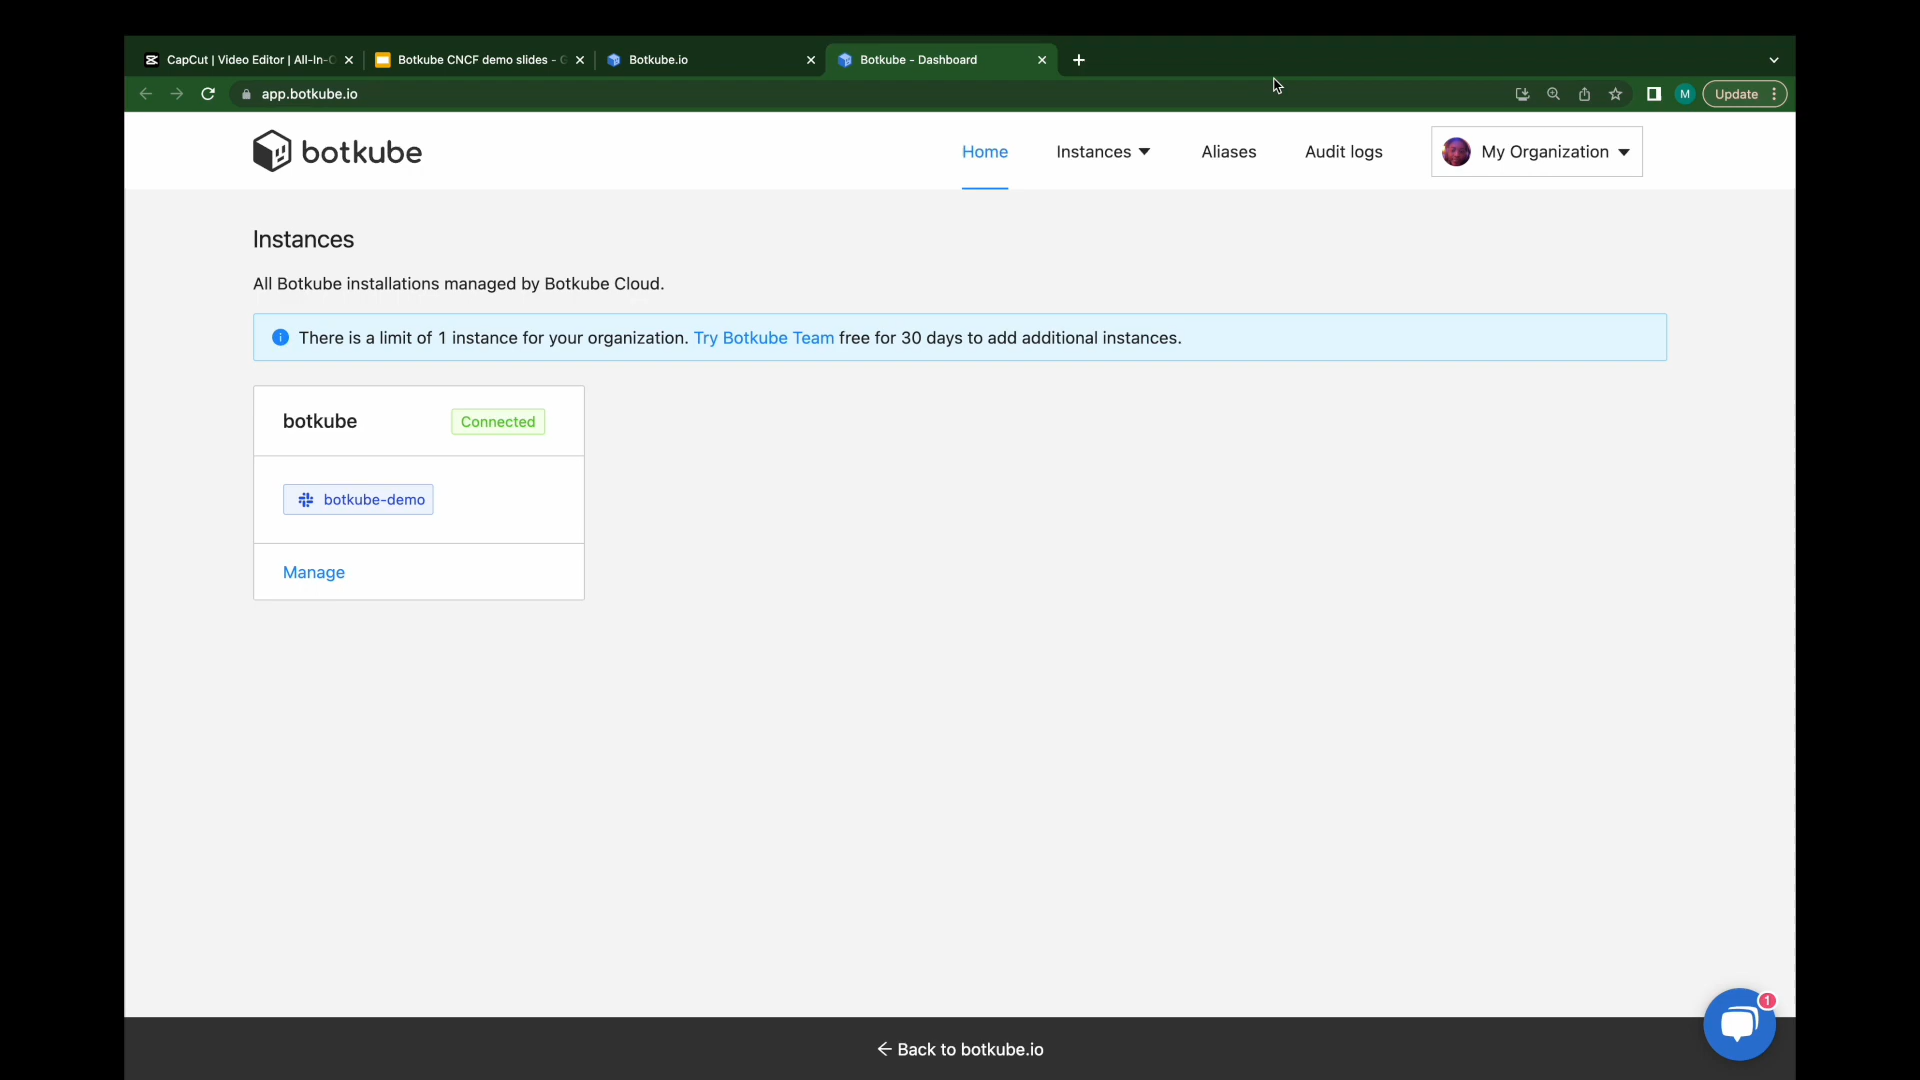 CapCut | Video Editor | All-In-
Botkube CNCF demo slides -
Botkube.io
Botkube - Dashboard
app.botkube.io
M
Update
botkube
Home
Instances
Aliases
Audit logs
My Organization
Instances
All Botkube installations managed by Botkube Cloud.
There is a limit of 1 instance for your organization. Try Botkube Team free for 30 days to add additional instances.
botkube
Connected
botkube-demo
Manage
1
← Back to botkube.io